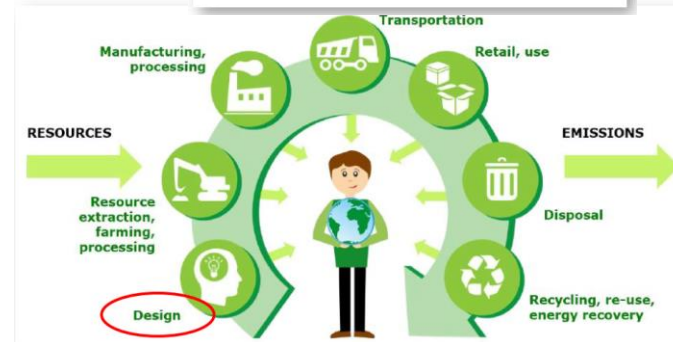 Transportation
Manufacturing,
processing
Retail, use
RESOURCES
EMISSIONS
Resource
extraction,
farming,
processing
Disposal
Design
Recycling, re-use,
energy recovery